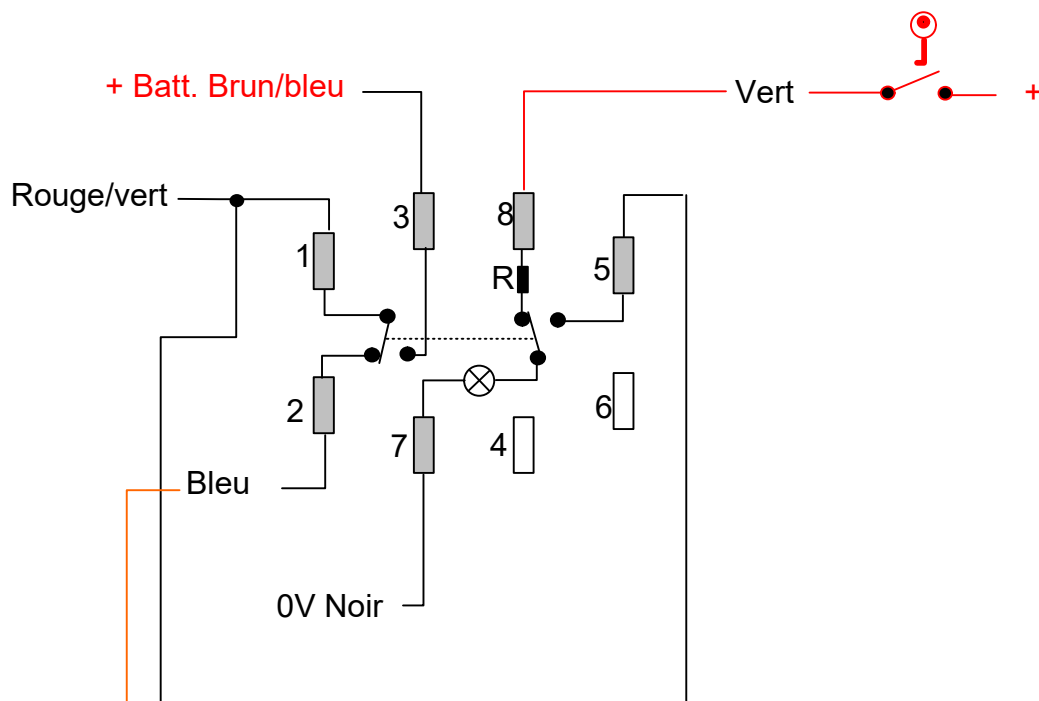 + Batt. Brun/bleu
Vert
+
Rouge/vert
3
8
1
R
5
2
7
4
6
Bleu
0V Noir